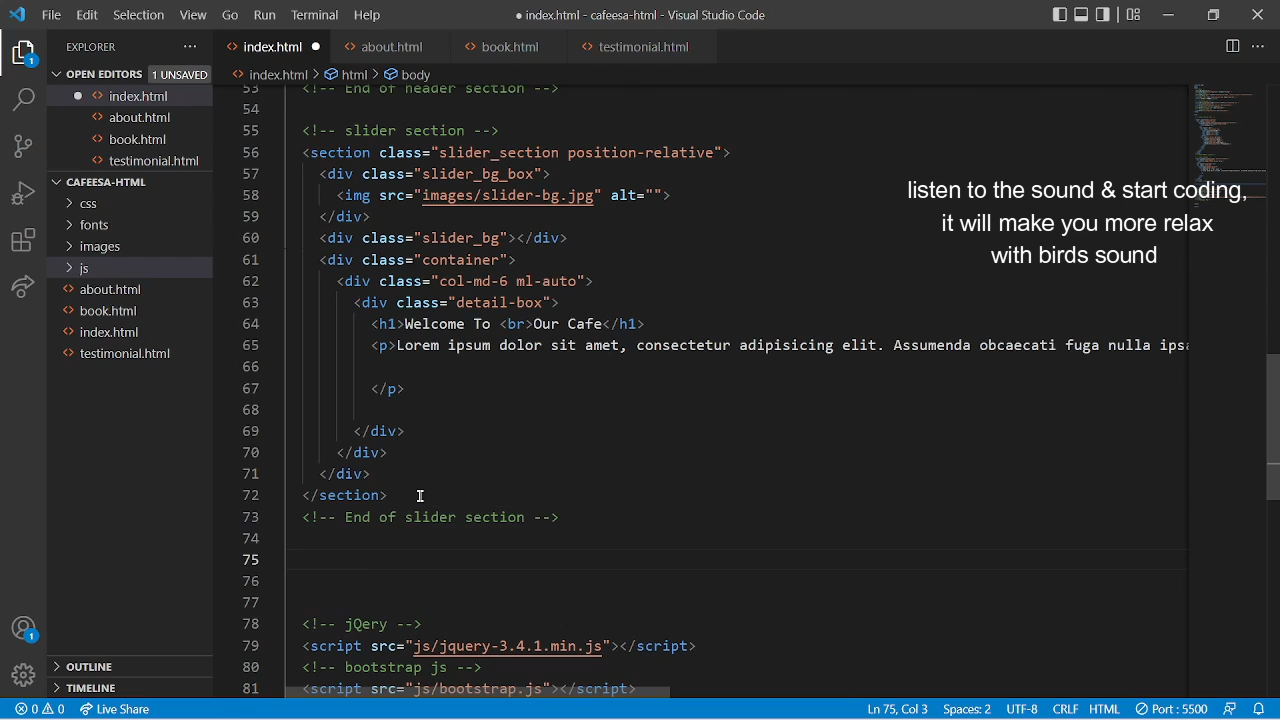 File Edit Selection View Go Run Terminal Help
● index.html - cafeesa-html - Visual Studio Code
EXPLORER
index.html about.html book.html testimonial.html
OPEN EDITORS 1 UNSAVED
index.html > html > body
index.html
about.html
book.html
testimonial.html
CAFEESA-HTML
css
fonts
images
js
about.html
book.html
index.html
testimonial.html
OUTLINE
TIMELINE
1
1
53 <!-- End of header section -->
54
55 <!-- slider section -->
56 <section class="slider_section position-relative">
57 <div class="slider_bg_box">
58 <img src="images/slider-bg.jpg" alt="">
59 </div>
60 <div class="slider_bg"></div>
61 <div class="container">
62 <div class="col-md-6 ml-auto">
63 <div class="detail-box">
64 <h1>Welcome To <br>Our Cafe</h1>
65 <p>Lorem ipsum dolor sit amet, consectetur adipisicing elit. Assumenda obcaecati fuga nulla ipsa
66
67 </p>
68
69 </div>
70 </div>
71 </div>
72 </section>
73 <!-- End of slider section -->
74
75
76
77
78 <!-- jQery -->
79 <script src="js/jquery-3.4.1.min.js"></script>
80 <!-- bootstrap js -->
81 <script src="js/bootstrap.js"></script>
listen to the sound & start coding,
it will make you more relax
with birds sound
0 0 Live Share Ln 75, Col 3 Spaces: 2 UTF-8 CRLF HTML Port : 5500